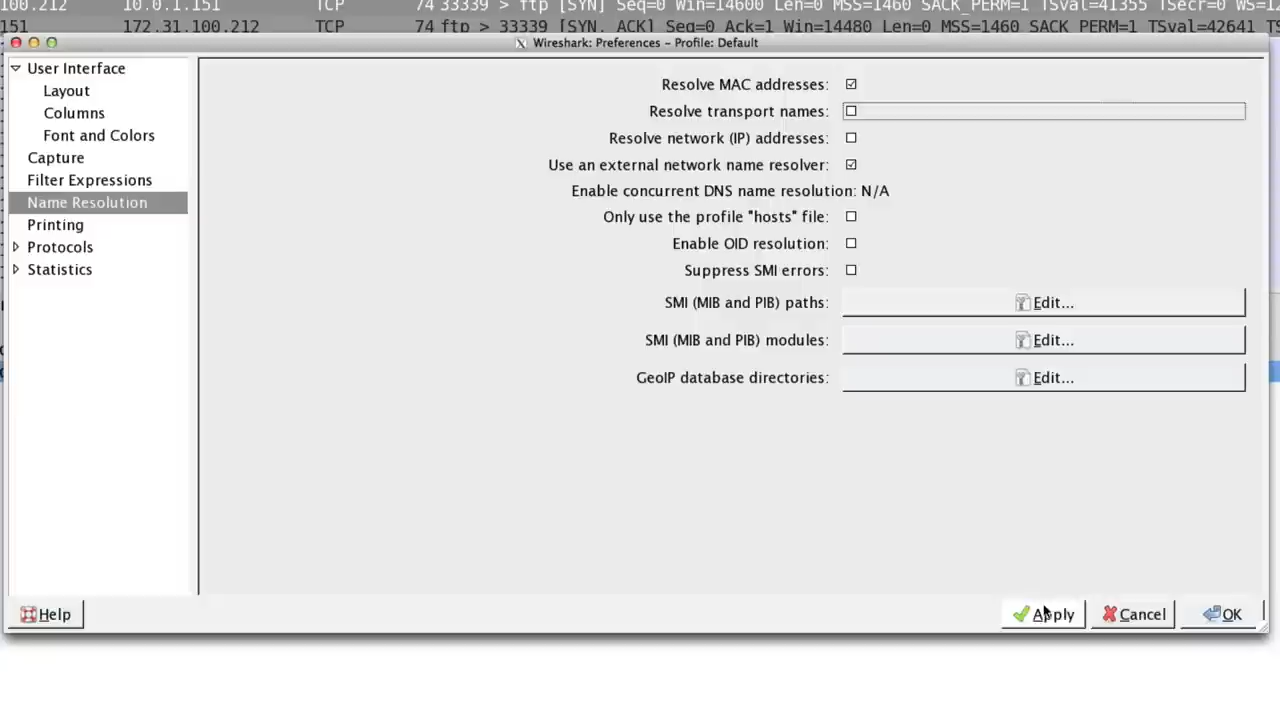 100.212 10.0.1.151 TCP 74 33339 > ftp [SYN] Seq=0 Win=14600 Len=0 MSS=1460 SACK_PERM=1 TSval=41355 TSecr=0 WS=12
151 172.31.100.212 TCP 74 ftp > 33339 [SYN, ACK] Seq=0 Ack=1 Win=14480 Len=0 MSS=1460 SACK_PERM=1 TSval=42641
Wireshark: Preferences – Profile: Default
User Interface
Layout
Columns
Font and Colors
Capture
Filter Expressions
Name Resolution
Printing
Protocols
Statistics
Resolve MAC addresses:
Resolve transport names:
Resolve network (IP) addresses:
Use an external network name resolver:
Enable concurrent DNS name resolution: N/A
Only use the profile "hosts" file:
Enable OID resolution:
Suppress SMI errors:
SMI (MIB and PIB) paths: Edit...
SMI (MIB and PIB) modules: Edit...
GeoIP database directories: Edit...
Help
Apply Cancel OK